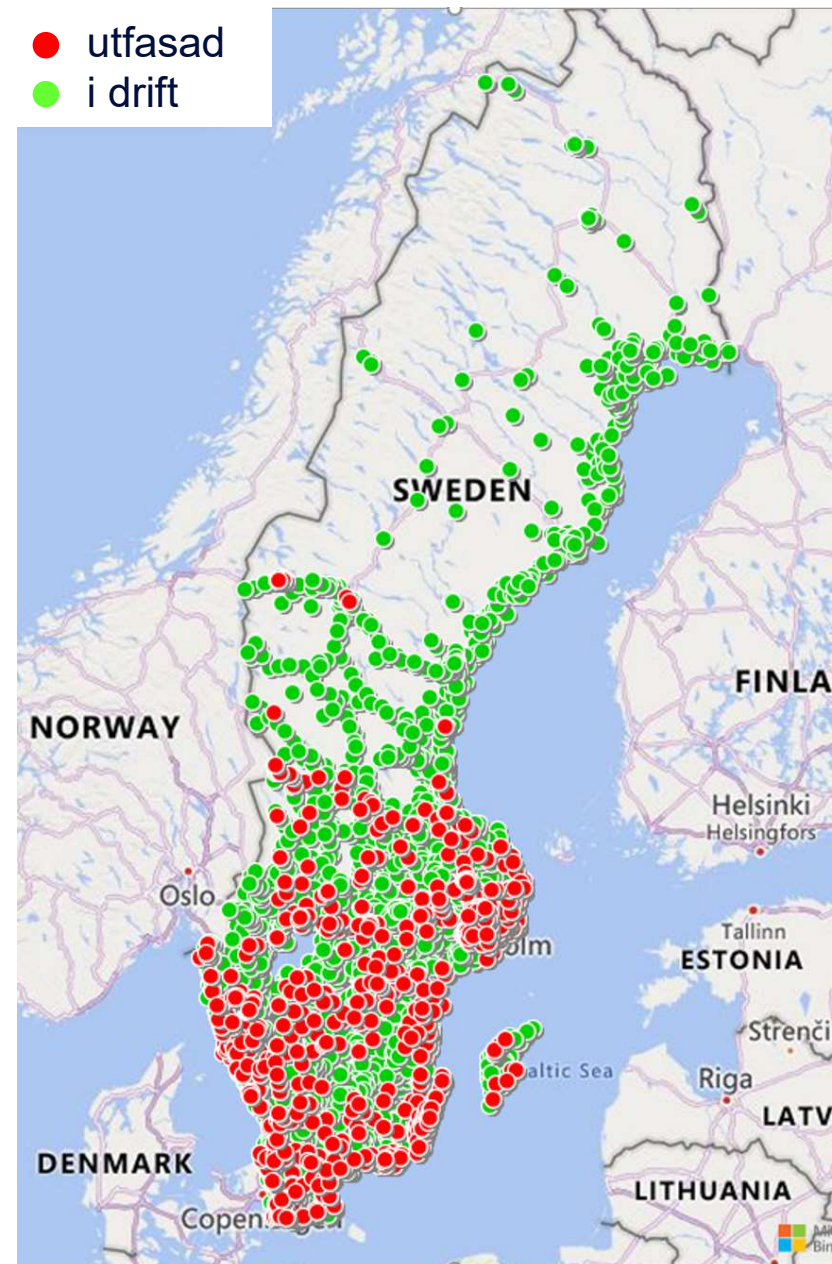 utfasad
i drift
SWEDEN
FINLA
NORWAY
Helsinki
Helsingfors
Oslo
Tallinn
olm
ESTONIA
Strenči
altic Sea
Riga
LATV
DENMARK
LITHUANIA
Copen
Bin